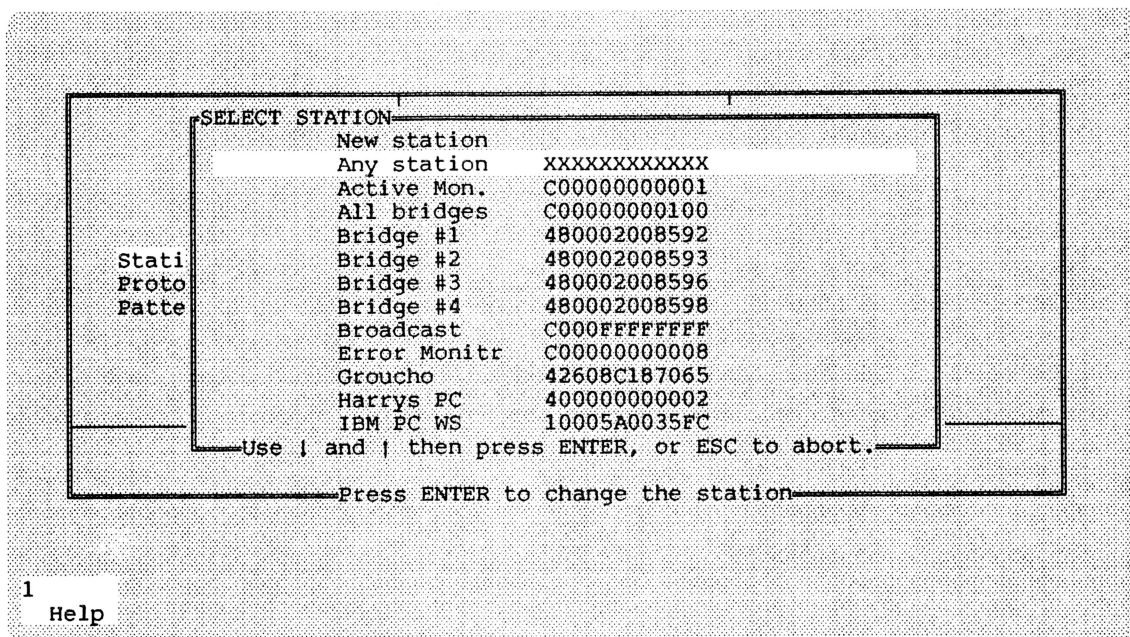 SELECT STATION
New station
Any station XXXXXXXXXXXX
Active Mon. C00000000001
All bridges C00000000100
Bridge #1 480002008592
Stati Bridge #2 480002008593
Proto Bridge #3 480002008596
Patte Bridge #4 480002008598
Broadcast C000FFFFFFFF
Error Monitr C00000000008
Groucho 42608C187065
Harrys PC 400000000002
IBM PC WS 10005A0035FC
Use ↓ and ↑ then press ENTER, or ESC to abort.
Press ENTER to change the station
1
Help